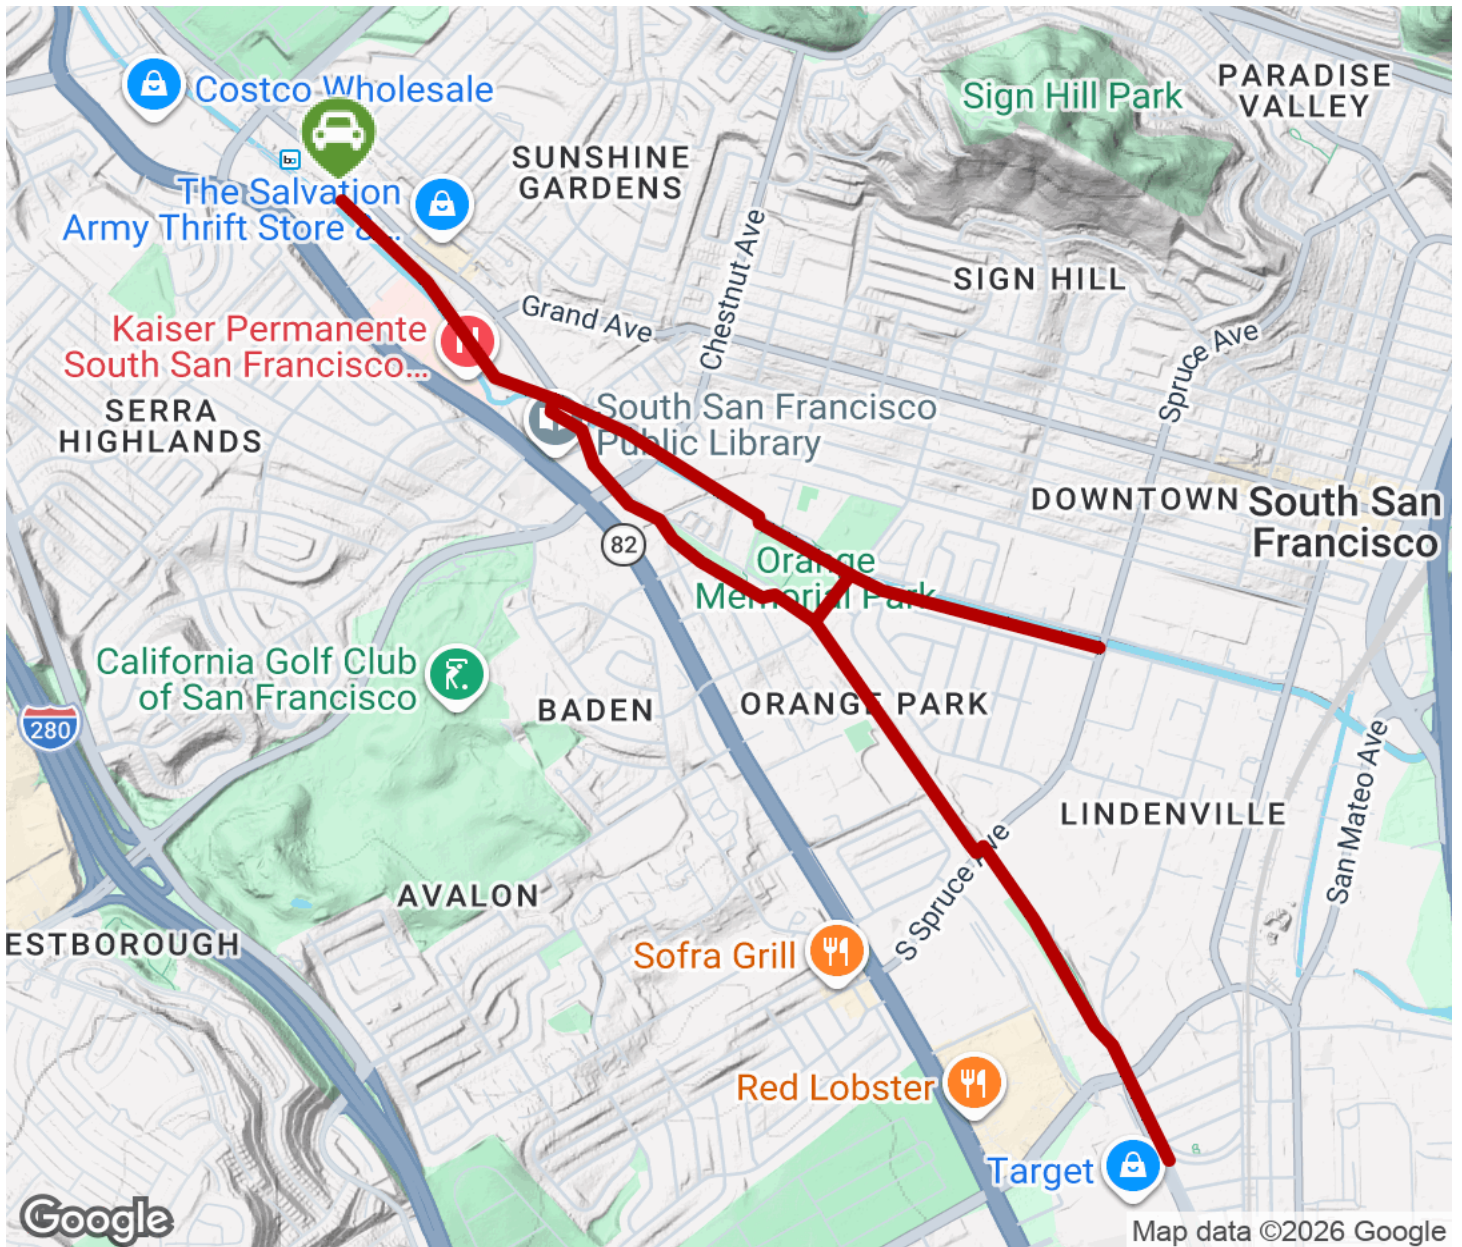 Costco Wholesale
Sign Hill Park
PARADISE
VALLEY
bc
SUNSHINE
GARDENS
The Salvation
Army Thrift Store &...
Chestnut Ave
SIGN HILL
Grand Ave
Kaiser Permanente
South San Francisco...
Spruce Ave
SERRA
HIGHLANDS
South San Francisco
Public Library
DOWNTOWN
South San
Francisco
82
Orange
Memorial Park
California Golf Club
of San Francisco
280
BADEN
ORANGE PARK
San Mateo Ave
LINDENVILLE
S Spruce Ave
AVALON
ESTBOROUGH
Sofra Grill
Red Lobster
Target
Google
Map data ©2026 Google